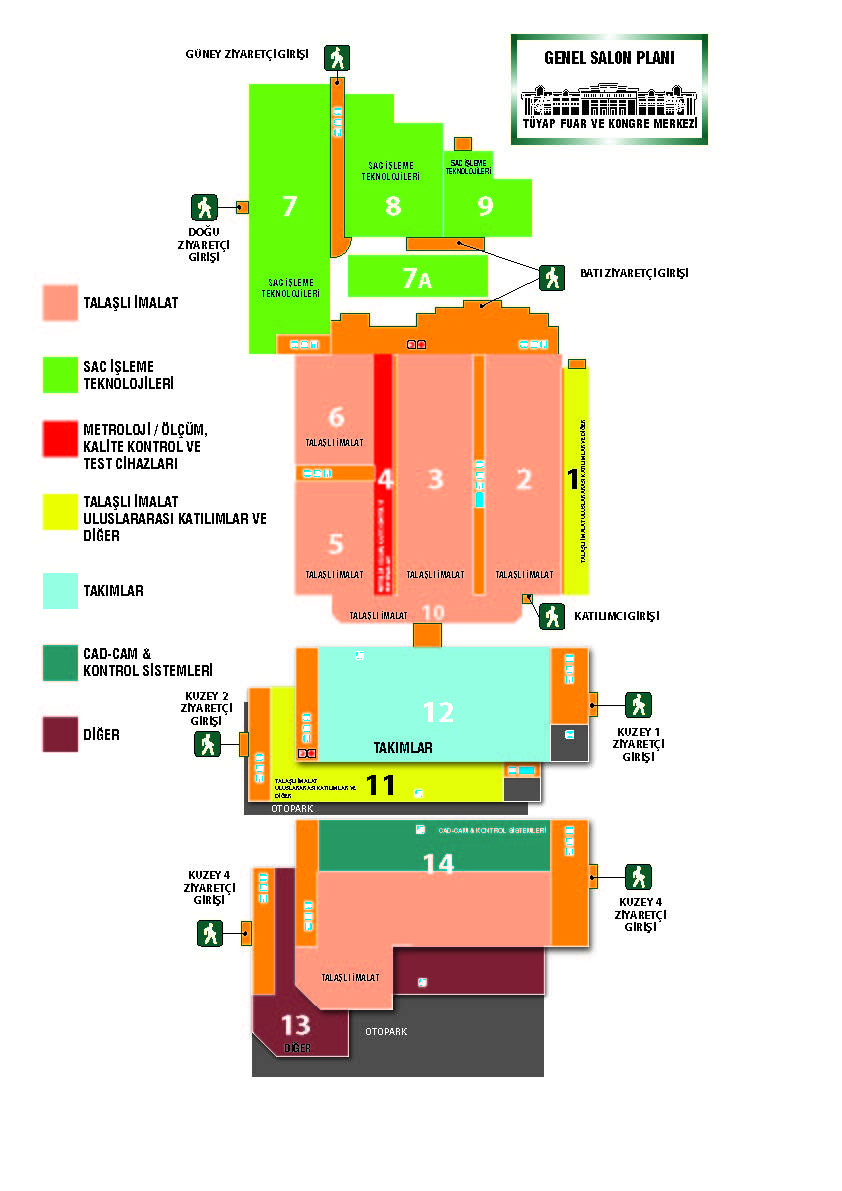 GÜNEY ZİYARETÇİ GİRİŞİ
GENEL SALON PLANI
TÜYAP FUAR VE KONGRE MERKEZİ
SAC İŞLEME
TEKNOLOJİLERİ
8
SAC İŞLEME
TEKNOLOJİLERİ
9
7
SAC İŞLEME
TEKNOLOJİLERİ
DOĞU
ZİYARETÇİ
GİRİŞİ
7A
BATI ZİYARETÇİ GİRİŞİ
TALAŞLI İMALAT
SAC İŞLEME
TEKNOLOJİLERİ
METROLOJİ / ÖLÇÜM,
KALİTE KONTROL VE
TEST CİHAZLARI
TALAŞLI İMALAT
ULUSLARARASI KATILIMLAR VE
DİĞER
TAKIMLAR
CAD-CAM &
KONTROL SİSTEMLERİ
DİĞER
6
TALAŞLI İMALAT
5
TALAŞLI İMALAT
4
3
TALAŞLI İMALAT
2
TALAŞLI İMALAT
1
TALAŞLI İMALAT ULUSLARARASI KATILIMLAR VE DİĞER
TALAŞLI İMALAT 10
KATILIMCI GİRİŞİ
12
TAKIMLAR
KUZEY 2
ZİYARETÇİ
GİRİŞİ
KUZEY 1
ZİYARETÇİ
GİRİŞİ
TALAŞLI İMALAT
ULUSLARARASI KATILIMLAR VE
DİĞER
11
OTOPARK
CAD-CAM & KONTROL SİSTEMLERİ
14
KUZEY 4
ZİYARETÇİ
GİRİŞİ
KUZEY 4
ZİYARETÇİ
GİRİŞİ
TALAŞLI İMALAT
13
DİĞER
OTOPARK